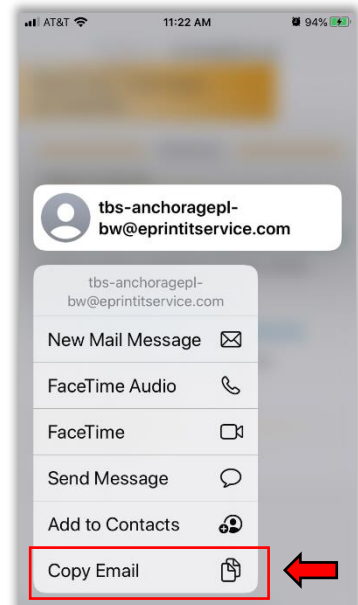 AT&T 11:22 AM 94%
tbs-anchoragepl-
bw@eprintitservice.com
tbs-anchoragepl-
bw@eprintitservice.com
New Mail Message
FaceTime Audio
FaceTime
Send Message
Add to Contacts
Copy Email